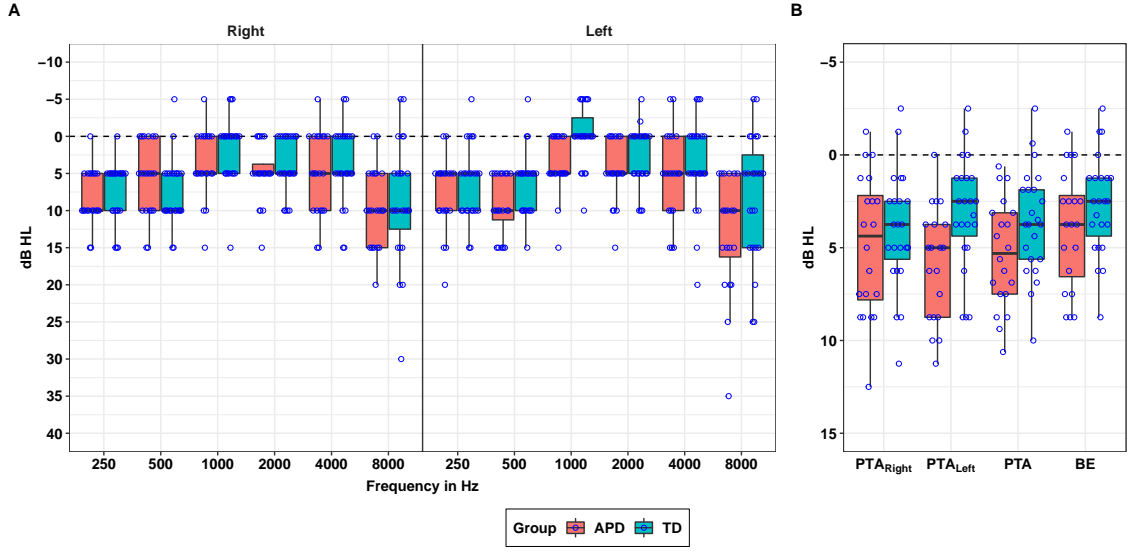 A
B
Right
Left
−10
−5
0
5
10
15
20
25
30
35
40
dB HL
250
500
1000
2000
4000
8000
250
500
1000
2000
4000
8000
Frequency in Hz
−5
0
5
10
15
dB HL
PTARight
PTALeft
PTA
BE
Group
APD
TD